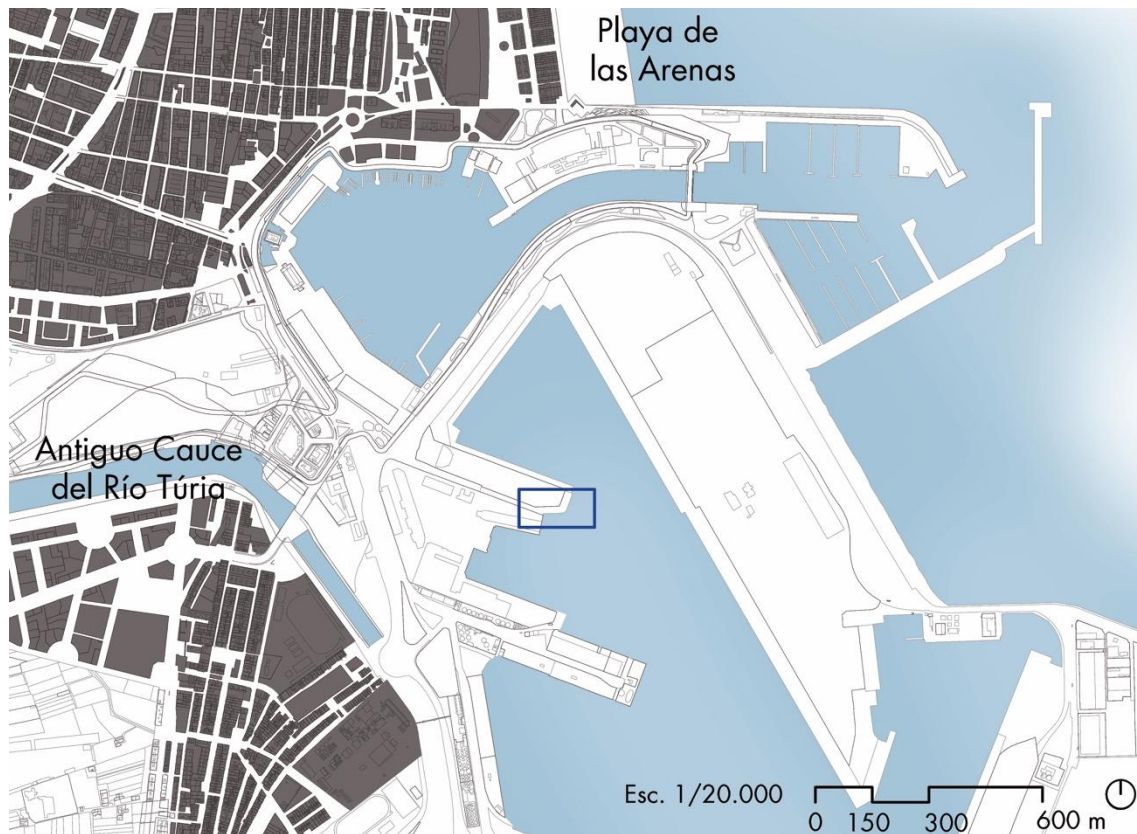 Playa de
las Arenas
Antiguo Cauce
del Río Túria
Esc. 1/20.000
0 150 300 600 m